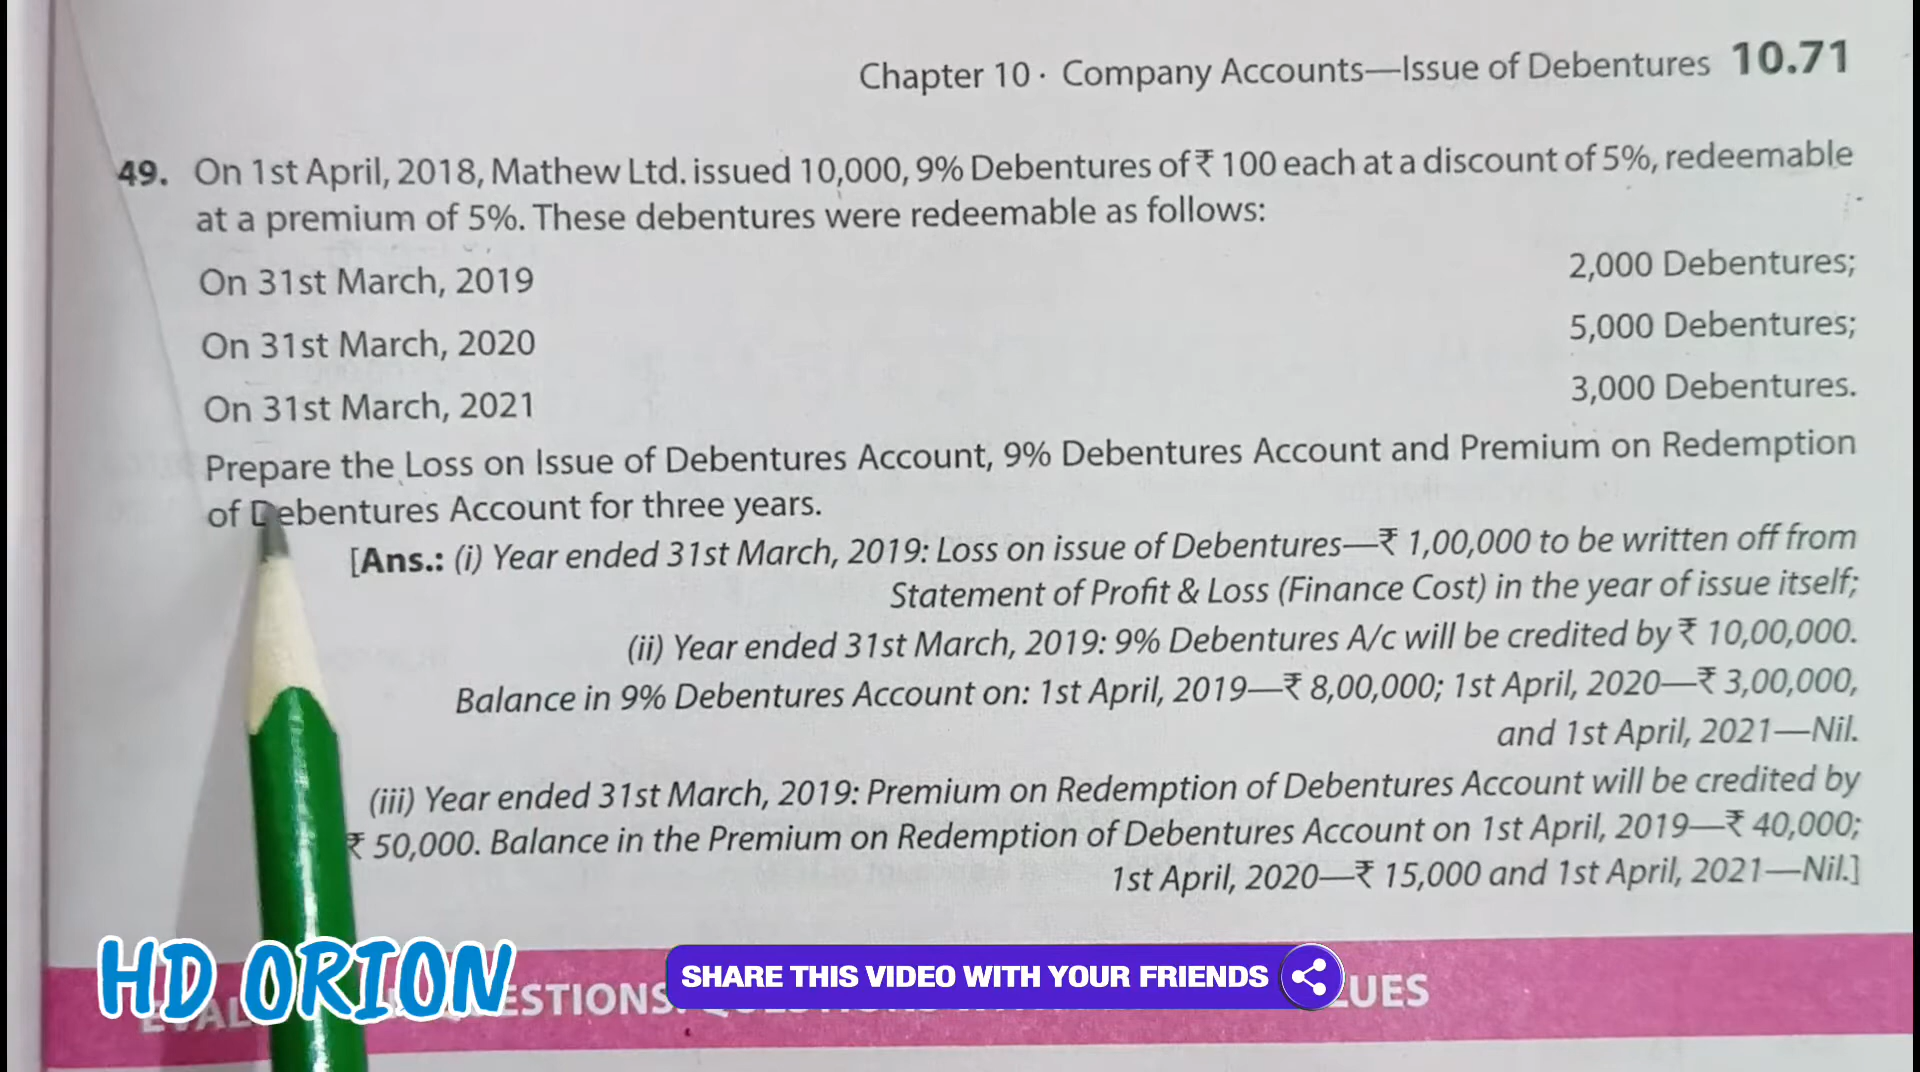 Chapter 10 · Company Accounts—Issue of Debentures 10.71
49. On 1st April, 2018, Mathew Ltd. issued 10,000, 9% Debentures of ₹ 100 each at a discount of 5%, redeemable
at a premium of 5%. These debentures were redeemable as follows:
On 31st March, 2019 2,000 Debentures;
On 31st March, 2020 5,000 Debentures;
On 31st March, 2021 3,000 Debentures.
Prepare the Loss on Issue of Debentures Account, 9% Debentures Account and Premium on Redemption
of Debentures Account for three years.
[Ans.: (i) Year ended 31st March, 2019: Loss on issue of Debentures—₹ 1,00,000 to be written off from
Statement of Profit & Loss (Finance Cost) in the year of issue itself;
(ii) Year ended 31st March, 2019: 9% Debentures A/c will be credited by ₹ 10,00,000.
Balance in 9% Debentures Account on: 1st April, 2019—₹ 8,00,000; 1st April, 2020—₹ 3,00,000,
and 1st April, 2021—Nil.
(iii) Year ended 31st March, 2019: Premium on Redemption of Debentures Account will be credited by
₹ 50,000. Balance in the Premium on Redemption of Debentures Account on 1st April, 2019—₹ 40,000;
1st April, 2020—₹ 15,000 and 1st April, 2021—Nil.]
HD ORION
SHARE THIS VIDEO WITH YOUR FRIENDS